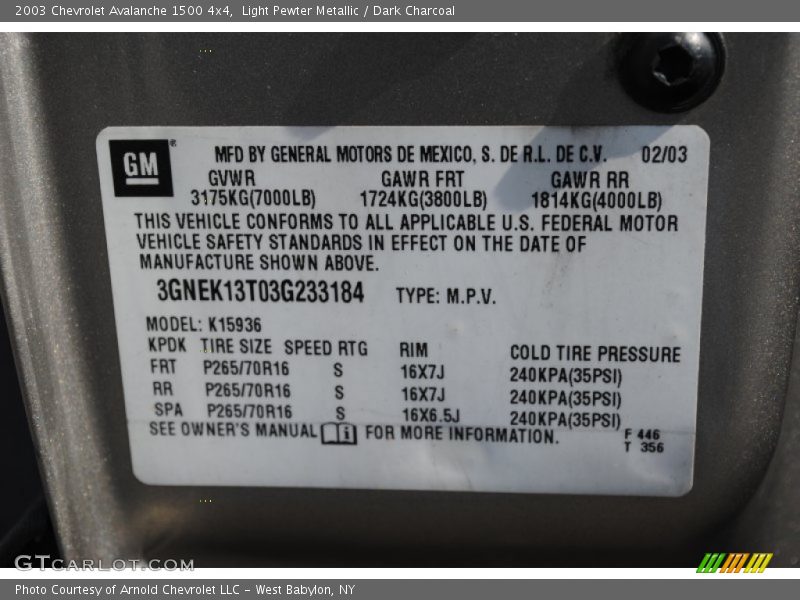 2003 Chevrolet Avalanche 1500 4x4, Light Pewter Metallic / Dark Charcoal
GM®
MFD BY GENERAL MOTORS DE MEXICO, S. DE R.L. DE C.V. 02/03
GVWR GAWR FRT GAWR RR
3175KG(7000LB) 1724KG(3800LB) 1814KG(4000LB)
THIS VEHICLE CONFORMS TO ALL APPLICABLE U.S. FEDERAL MOTOR
VEHICLE SAFETY STANDARDS IN EFFECT ON THE DATE OF
MANUFACTURE SHOWN ABOVE.
3GNEK13T03G233184 TYPE: M.P.V.
MODEL: K15936
KPDK TIRE SIZE SPEED RTG RIM COLD TIRE PRESSURE
FRT P265/70R16 S 16X7J 240KPA(35PSI)
RR P265/70R16 S 16X7J 240KPA(35PSI)
SPA P265/70R16 S 16X6.5J 240KPA(35PSI)
SEE OWNER'S MANUAL i FOR MORE INFORMATION.
F 446
T 356
GTCARLOT.COM
Photo Courtesy of Arnold Chevrolet LLC - West Babylon, NY